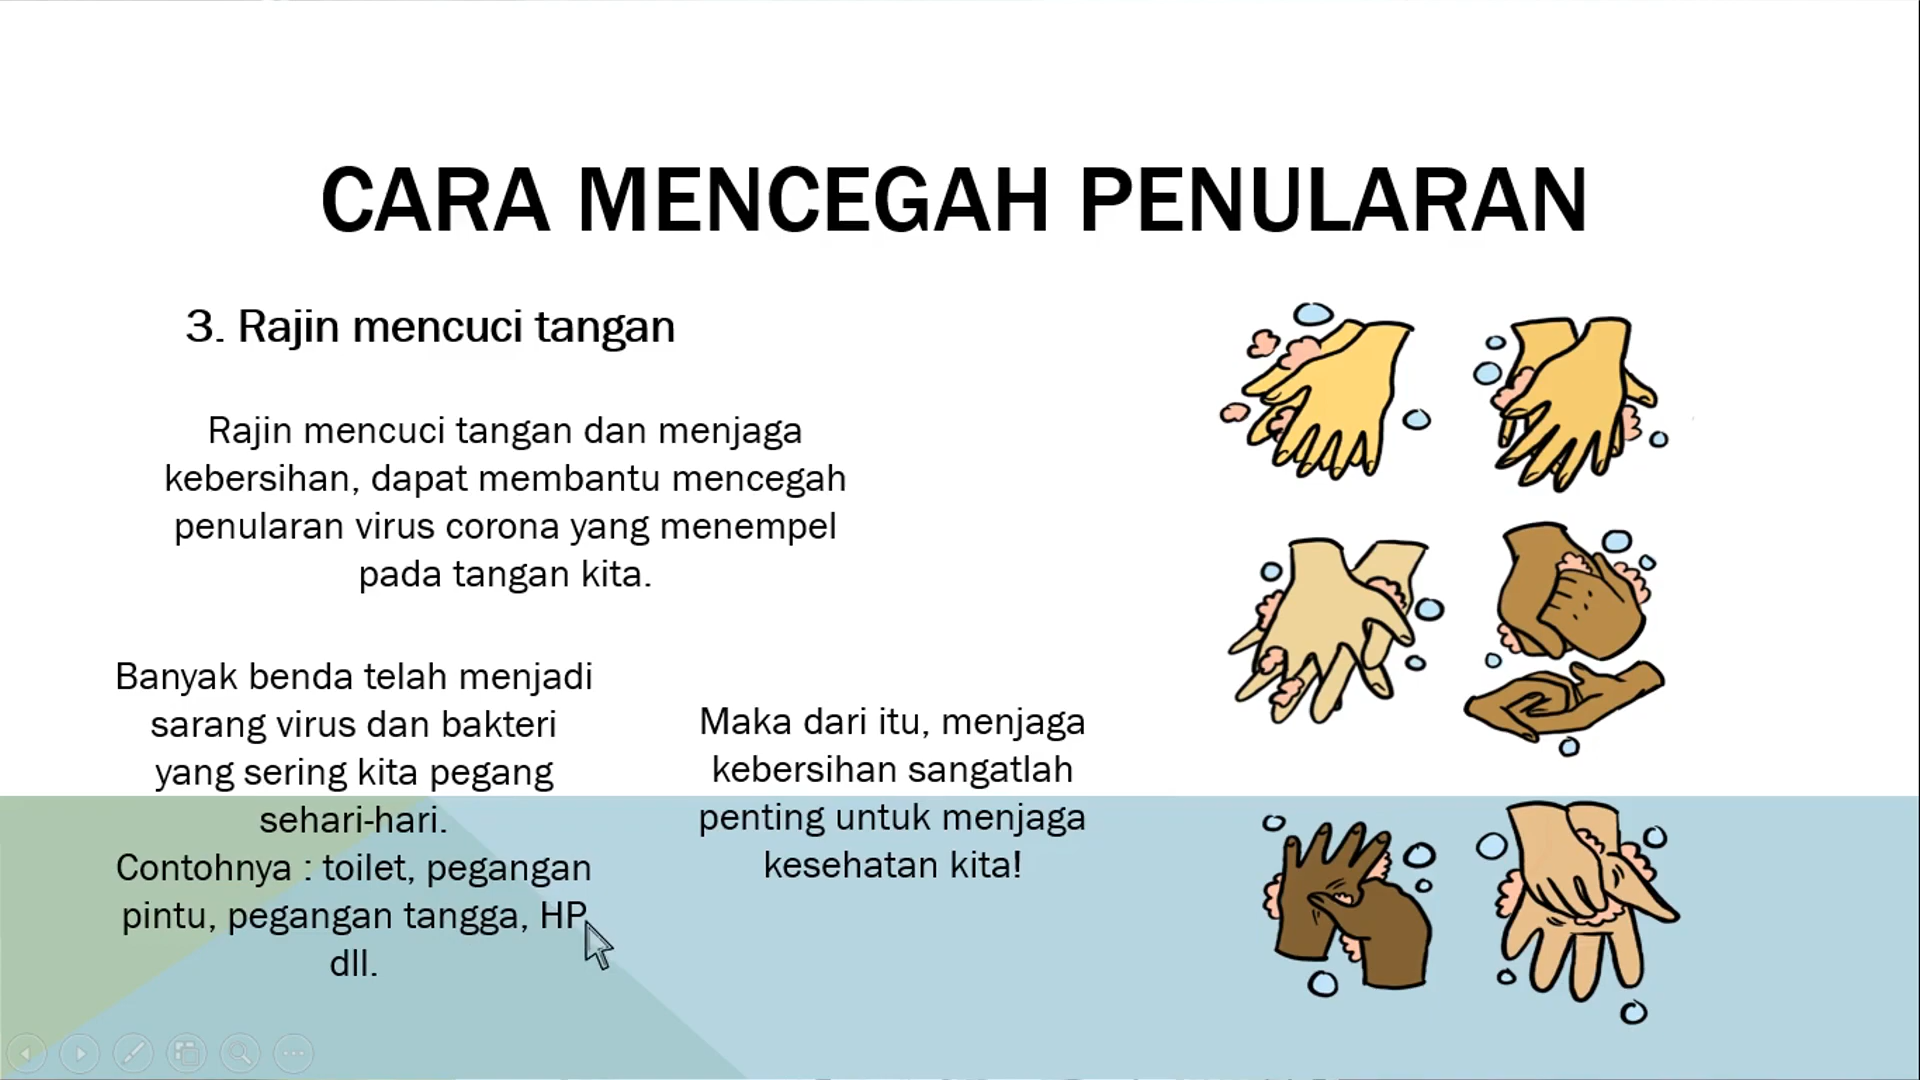 CARA MENCEGAH PENULARAN
3. Rajin mencuci tangan
Rajin mencuci tangan dan menjaga
kebersihan, dapat membantu mencegah
penularan virus corona yang menempel
pada tangan kita.
Banyak benda telah menjadi
sarang virus dan bakteri
yang sering kita pegang
sehari-hari.
Contohnya : toilet, pegangan
pintu, pegangan tangga, HP
dll.
Maka dari itu, menjaga
kebersihan sangatlah
penting untuk menjaga
kesehatan kita!